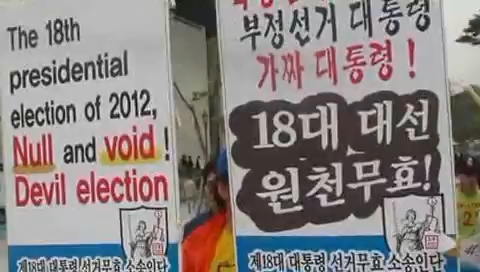 The 18th
presidential
election of 2012,
Null and void !
Devil election
제18대 대통령 선거무효 소송인단
부정선거 대통령
가짜 대통령 !
18대 대선
원천무효!
제18대 대통령 선거무효 소송인단